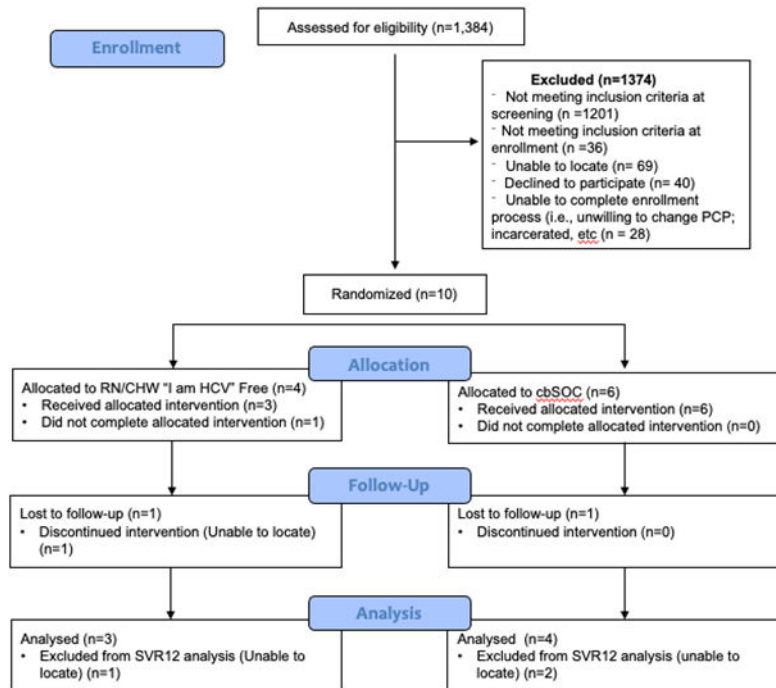 Enrollment
Assessed for eligibility (n=1,384)
Excluded (n=1374)
- Not meeting inclusion criteria at
screening (n =1201)
- Not meeting inclusion criteria at
enrollment (n =36)
- Unable to locate (n= 69)
- Declined to participate (n= 40)
- Unable to complete enrollment
process (i.e., unwilling to change PCP;
incarcerated, etc (n = 28)
Randomized (n=10)
Allocation
Allocated to RN/CHW “I am HCV” Free (n=4)
• Received allocated intervention (n=3)
• Did not complete allocated intervention (n=1)
Allocated to cbSOC (n=6)
• Received allocated intervention (n=6)
• Did not complete allocated intervention (n=0)
Follow-Up
Lost to follow-up (n=1)
• Discontinued intervention (Unable to locate)
(n=1)
Lost to follow-up (n=1)
• Discontinued intervention (n=0)
Analysis
Analysed (n=3)
• Excluded from SVR12 analysis (Unable to
locate) (n=1)
Analysed (n=4)
• Excluded from SVR12 analysis (unable to
locate) (n=2)